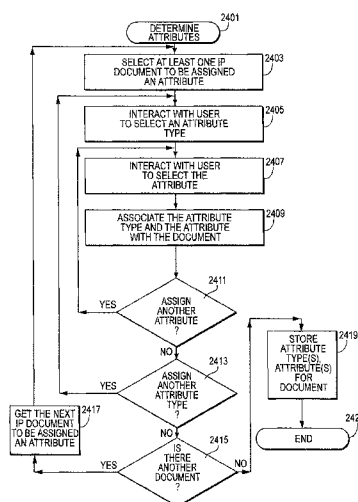 DETERMINE
ATTRIBUTES
2401
SELECT AT LEAST ONE IP
DOCUMENT TO BE ASSIGNED
AN ATTRIBUTE
2403
INTERACT WITH USER
TO SELECT AN ATTRIBUTE
TYPE
2405
INTERACT WITH USER
TO SELECT THE
ATTRIBUTE
2407
ASSOCIATE THE ATTRIBUTE
TYPE AND THE ATTRIBUTE
WITH THE DOCUMENT
2409
ASSIGN
ANOTHER
ATTRIBUTE
?
2411
YES
NO
ASSIGN
ANOTHER
ATTRIBUTE
TYPE ?
2413
YES
NO
IS
THERE
ANOTHER
DOCUMENT
?
2415
YES
NO
GET THE NEXT
IP DOCUMENT
TO BE ASSIGNED
AN ATTRIBUTE
2417
STORE
ATTRIBUTE
TYPE(S),
ATTRIBUTE(S)
FOR
DOCUMENT
2419
END